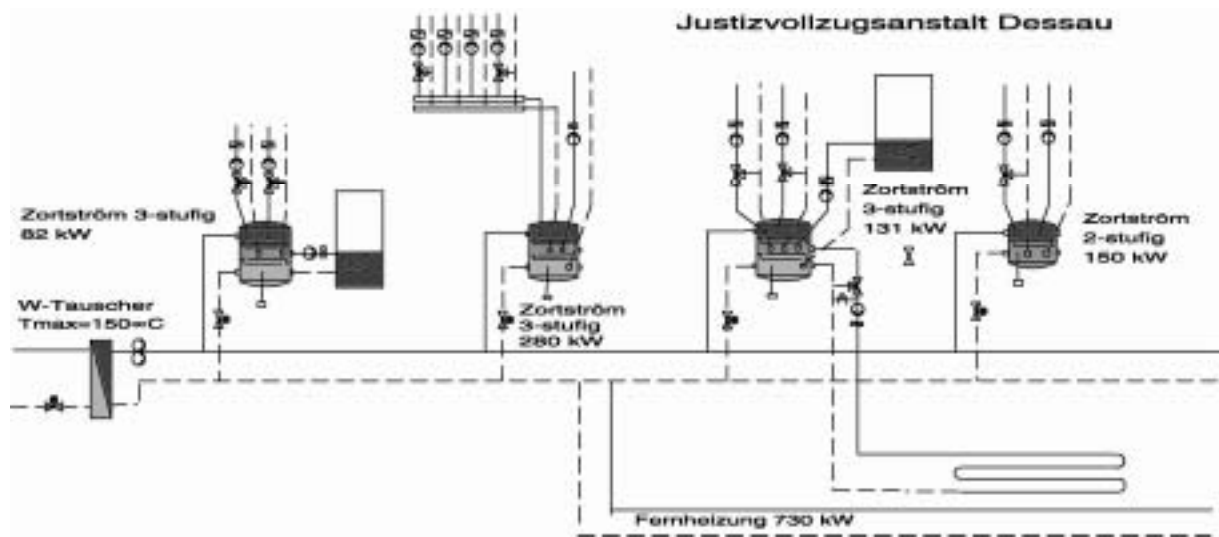 Justizvollzugsanstalt Dessau
Zortström 3-stufig
82 kW
W-Tauscher
Tmax=150∞C
Zortström
3-stufig
280 kW
Zortström
3-stufig
131 kW
Zortström
2-stufig
150 kW
Fernheizung 730 kW